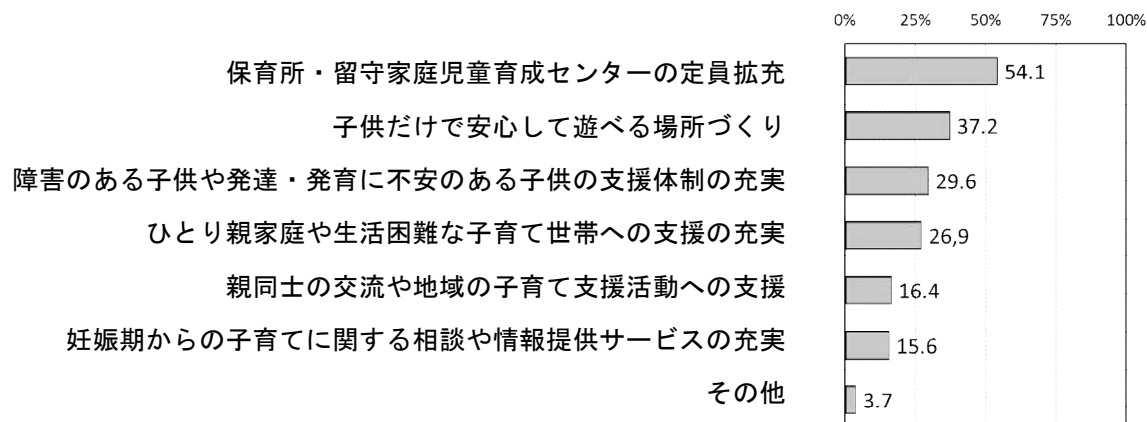 0% 25% 50% 75% 100%
保育所・留守家庭児童育成センターの定員拡充 54.1
子供だけで安心して遊べる場所づくり 37.2
障害のある子供や発達・発育に不安のある子供の支援体制の充実 29.6
ひとり親家庭や生活困難な子育て世帯への支援の充実 26,9
親同士の交流や地域の子育て支援活動への支援 16.4
妊娠期からの子育てに関する相談や情報提供サービスの充実 15.6
その他 3.7